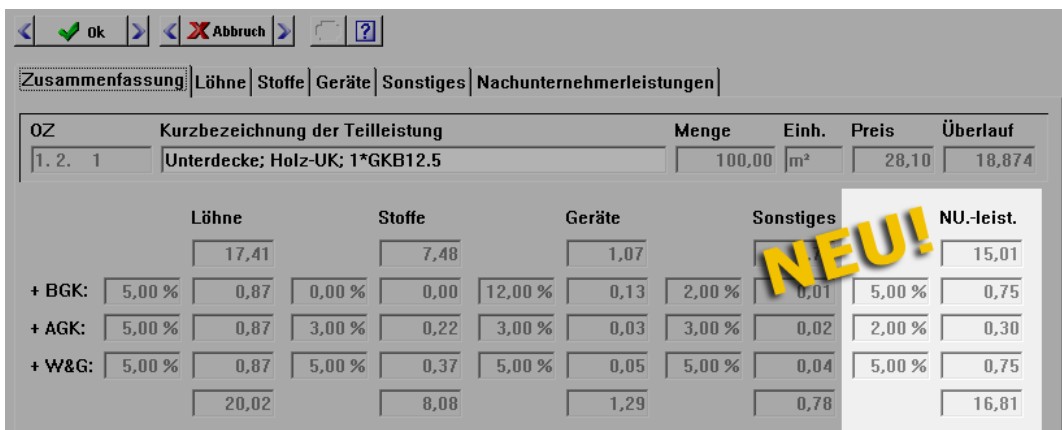 Ok Abbruch ?
Zusammenfassung Löhne Stoffe Geräte Sonstiges Nachunternehmerleistungen
OZ Kurzbezeichnung der Teilleistung Menge Einh. Preis Überlauf
1. 2. 1 Unterdecke; Holz-UK; 1*GKB12.5 100,00 m² 28,10 18,874
Löhne Stoffe Geräte Sonstiges NU.-leist.
17,41 7,48 1,07 15,01
NEU!
+ BGK: 5,00 % 0,87 0,00 % 0,00 12,00 % 0,13 2,00 % 0,01 5,00 % 0,75
+ AGK: 5,00 % 0,87 3,00 % 0,22 3,00 % 0,03 3,00 % 0,02 2,00 % 0,30
+ W&G: 5,00 % 0,87 5,00 % 0,37 5,00 % 0,05 5,00 % 0,04 5,00 % 0,75
20,02 8,08 1,29 0,78 16,81